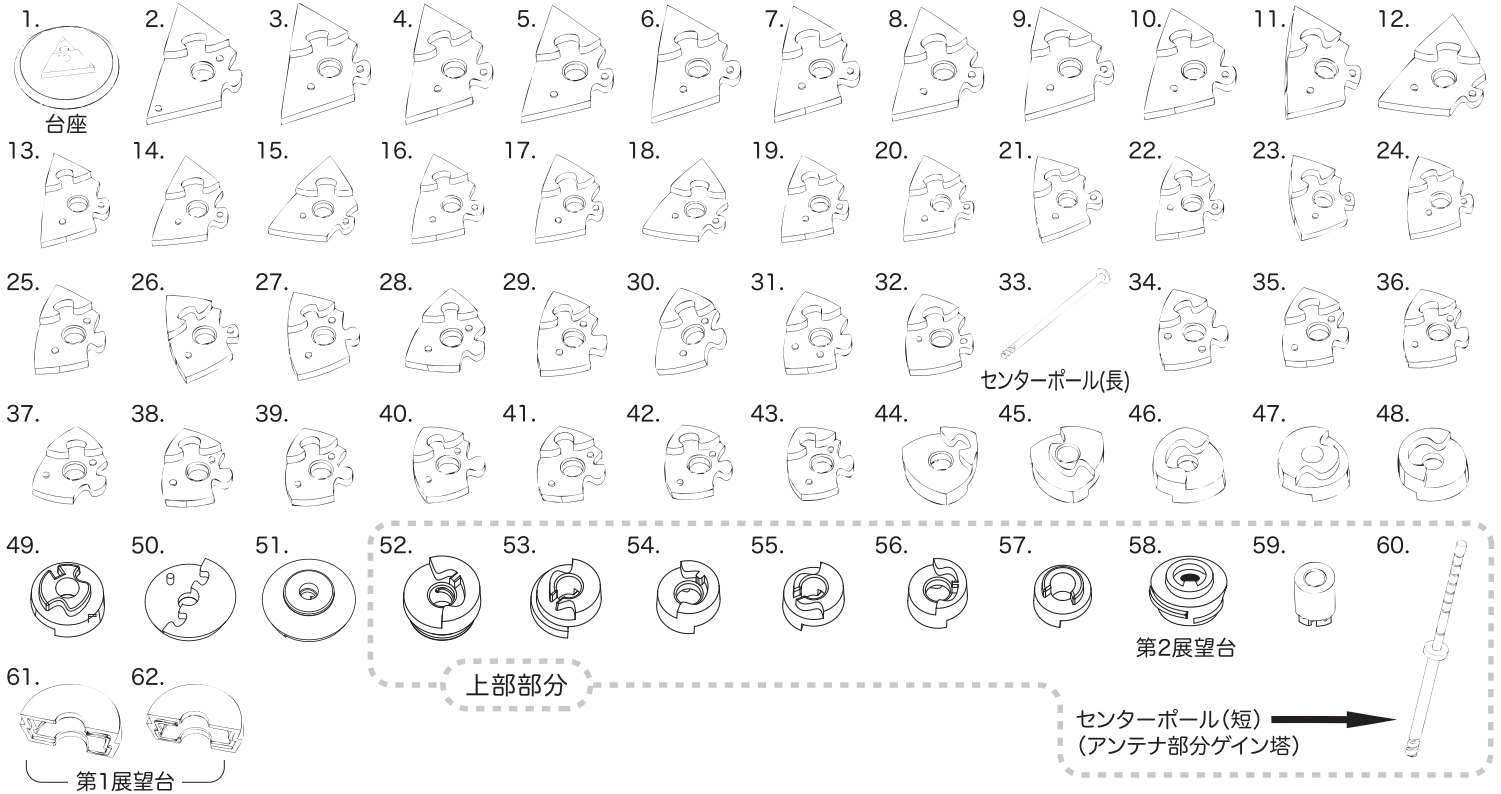 1. 2. 3. 4. 5. 6. 7. 8. 9. 10. 11. 12.
台座
13. 14. 15. 16. 17. 18. 19. 20. 21. 22. 23. 24.
25. 26. 27. 28. 29. 30. 31. 32. 33. 34. 35. 36.
センターポール(長)
37. 38. 39. 40. 41. 42. 43. 44. 45. 46. 47. 48.
49. 50. 51. 52. 53. 54. 55. 56. 57. 58. 59. 60.
第2展望台
61. 62.
上部部分
センターポール(短)
(アンテナ部分ゲイン塔)
第1展望台